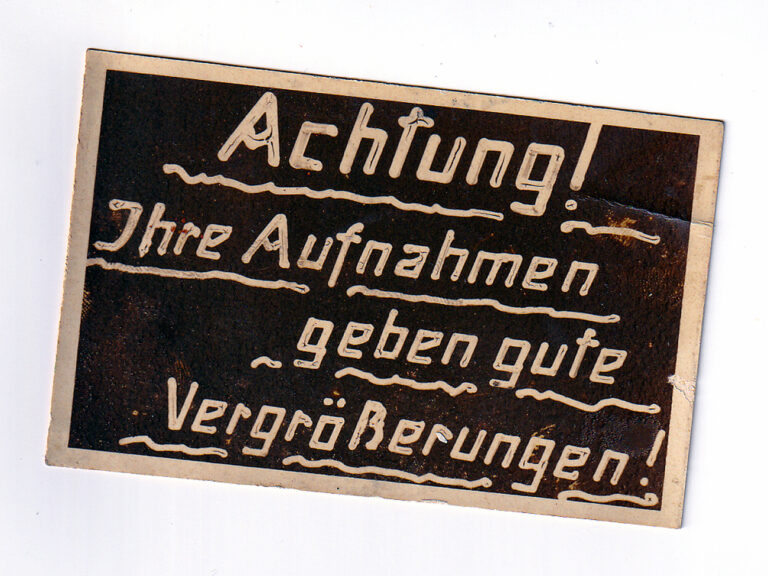 Achtung!
Ihre Aufnahmen
geben gute
Vergrößerungen!